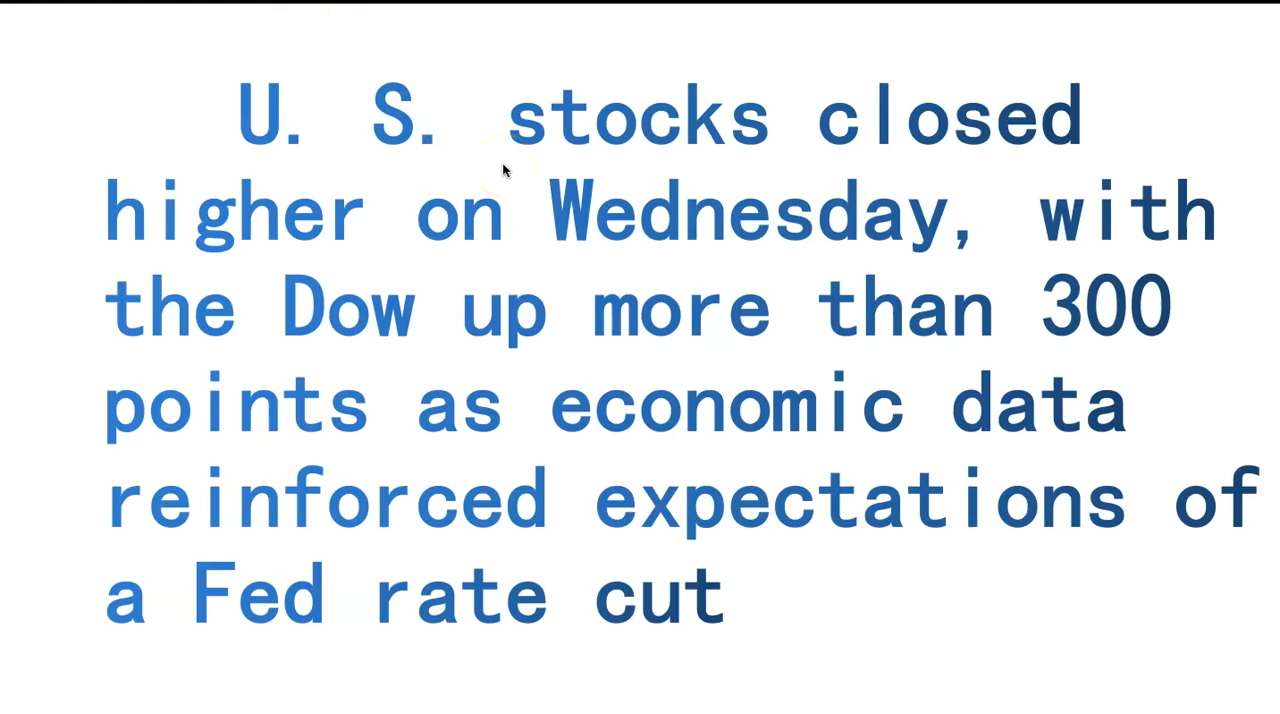 U. S. stocks closed
higher on Wednesday, with
the Dow up more than 300
points as economic data
reinforced expectations of
a Fed rate cut